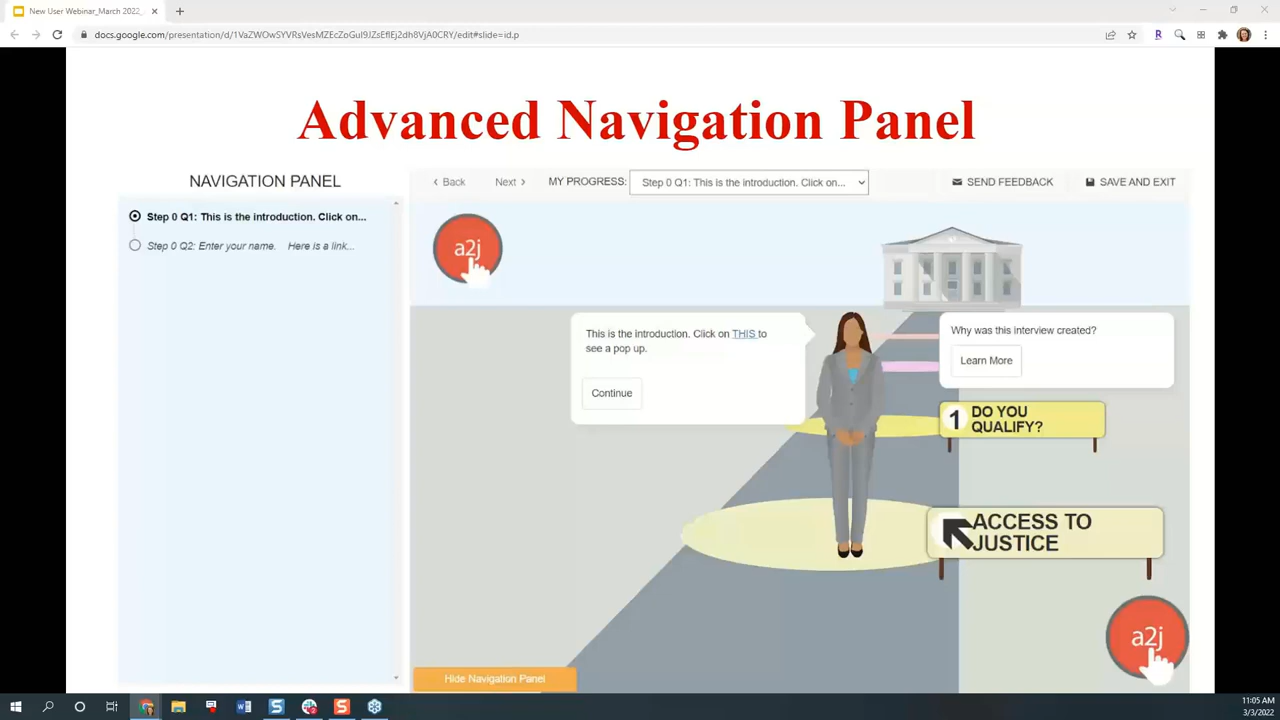 New User Webinar_March 2022_
docs.google.com/presentation/d/1VaZWOwSYVRsVesMZEcZoGuI9JZsEflEj2dh8VjA0CRY/edit#slide=id.p
R
Advanced Navigation Panel
NAVIGATION PANEL
Step 0 Q1: This is the introduction. Click on...
Step 0 Q2: Enter your name. Here is a link...
Back Next MY PROGRESS: Step 0 Q1: This is the introduction. Click on... SEND FEEDBACK SAVE AND EXIT
a2j
This is the introduction. Click on THIS to
see a pop up.
Continue
Why was this interview created?
Learn More
1 DO YOU
QUALIFY?
ACCESS TO
JUSTICE
a2j
Hide Navigation Panel
11:05 AM
3/3/2022